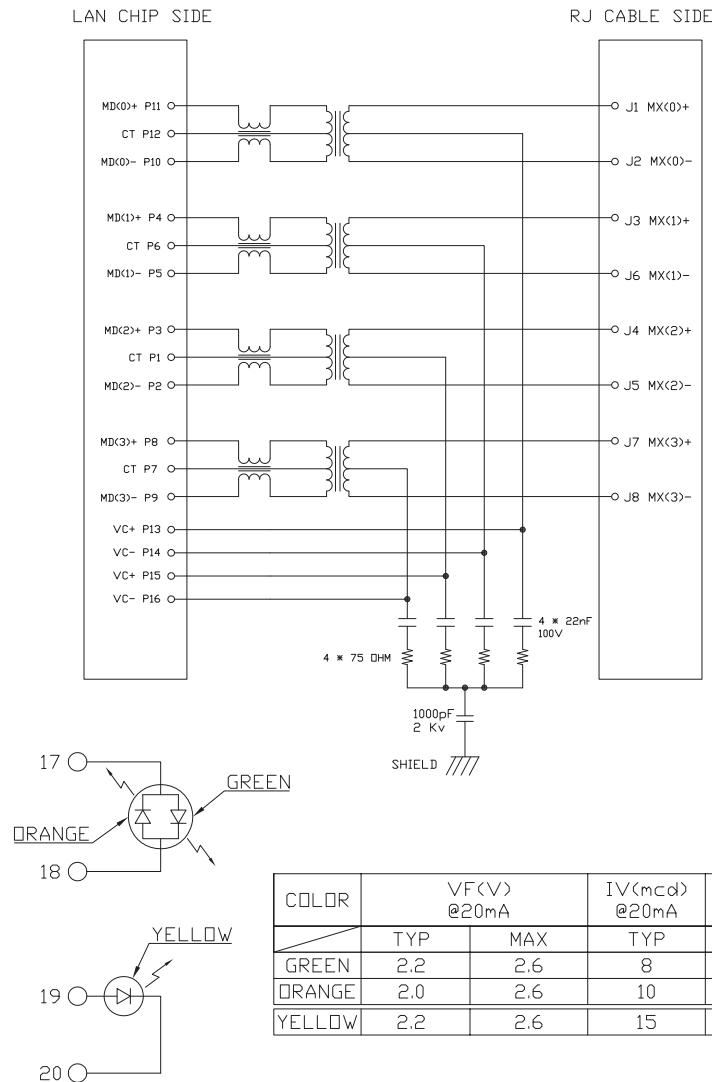 LAN CHIP SIDE
RJ CABLE SIDE
MD(0)+ P11
J1 MX(0)+
CT P12
MD(0)- P10
J2 MX(0)-
MD(1)+ P4
J3 MX(1)+
CT P6
MD(1)- P5
J6 MX(1)-
MD(2)+ P3
J4 MX(2)+
CT P1
MD(2)- P2
J5 MX(2)-
MD(3)+ P8
J7 MX(3)+
CT P7
MD(3)- P9
J8 MX(3)-
VC+ P13
VC- P14
VC+ P15
VC- P16
4 * 22nF
100V
4 * 75 OHM
1000pF
2 Kv
SHIELD
17
GREEN
ORANGE
18
YELLOW
19
20
COLOR VF(V) IV(mcd)
@20mA @20mA
TYP MAX TYP
GREEN 2.2 2.6 8
ORANGE 2.0 2.6 10
YELLOW 2.2 2.6 15